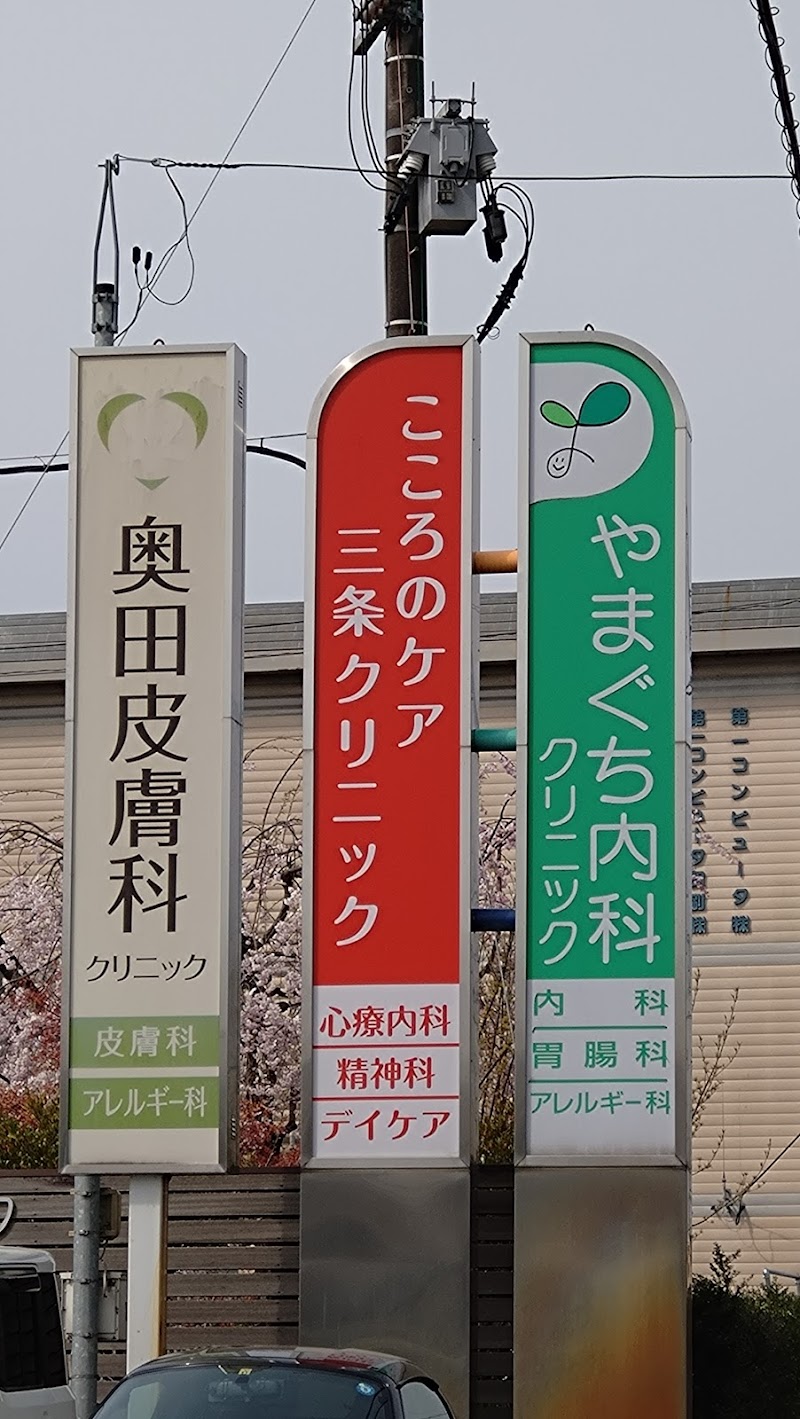 奥田皮膚科
クリニック
皮膚科
アレルギー科
こころのケア
三条クリニック
心療内科
精神科
デイケア
やまぐち内科
クリニック
内科
胃腸科
アレルギー科
第一コンピュータ㈱